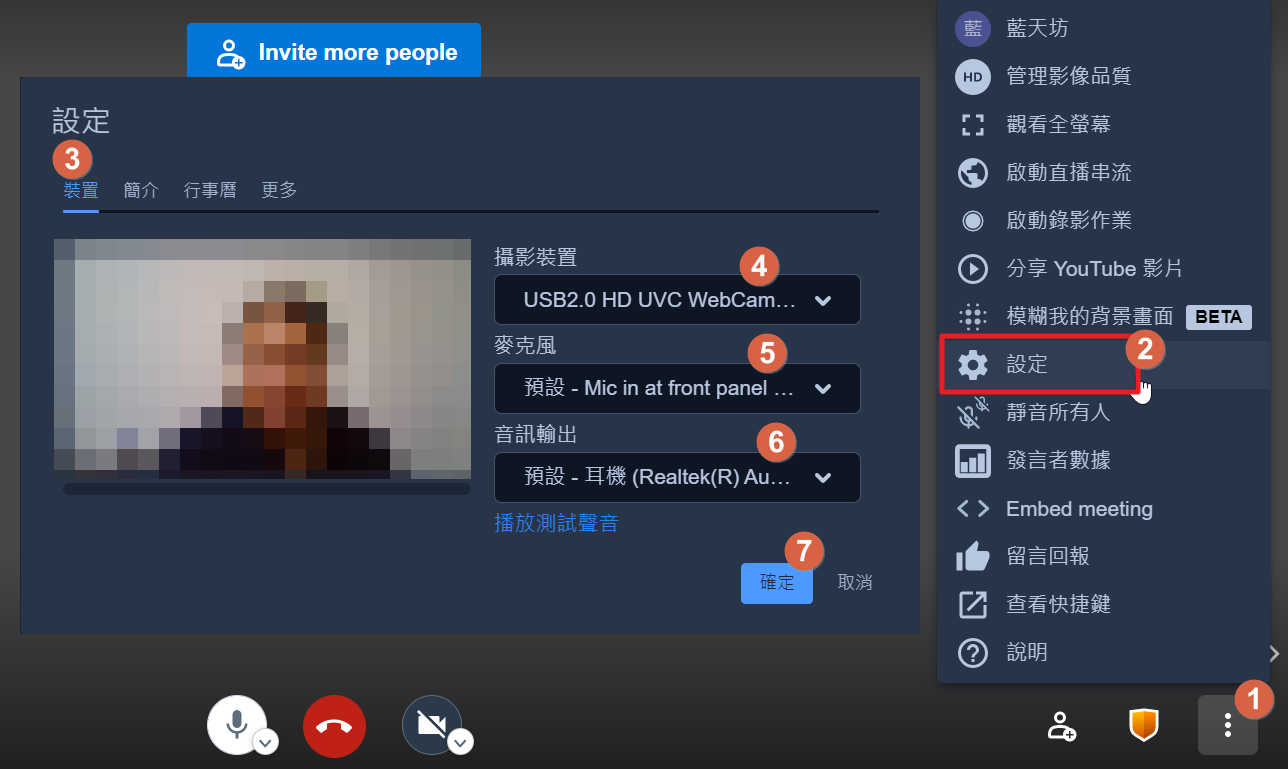 Invite more people
設定
3
裝置 簡介 行事曆 更多
攝影裝置
4
USB2.0 HD UVC WebCam...
麥克風
5
預設 - Mic in at front panel ...
音訊輸出
6
預設 - 耳機 (Realtek(R) Au...
播放測試聲音
7
確定 取消
藍 藍天坊
HD 管理影像品質
觀看全螢幕
啟動直播串流
啟動錄影作業
分享 YouTube 影片
模糊我的背景畫面 BETA
設定
2
靜音所有人
發言者數據
Embed meeting
留言回報
查看快捷鍵
說明
1